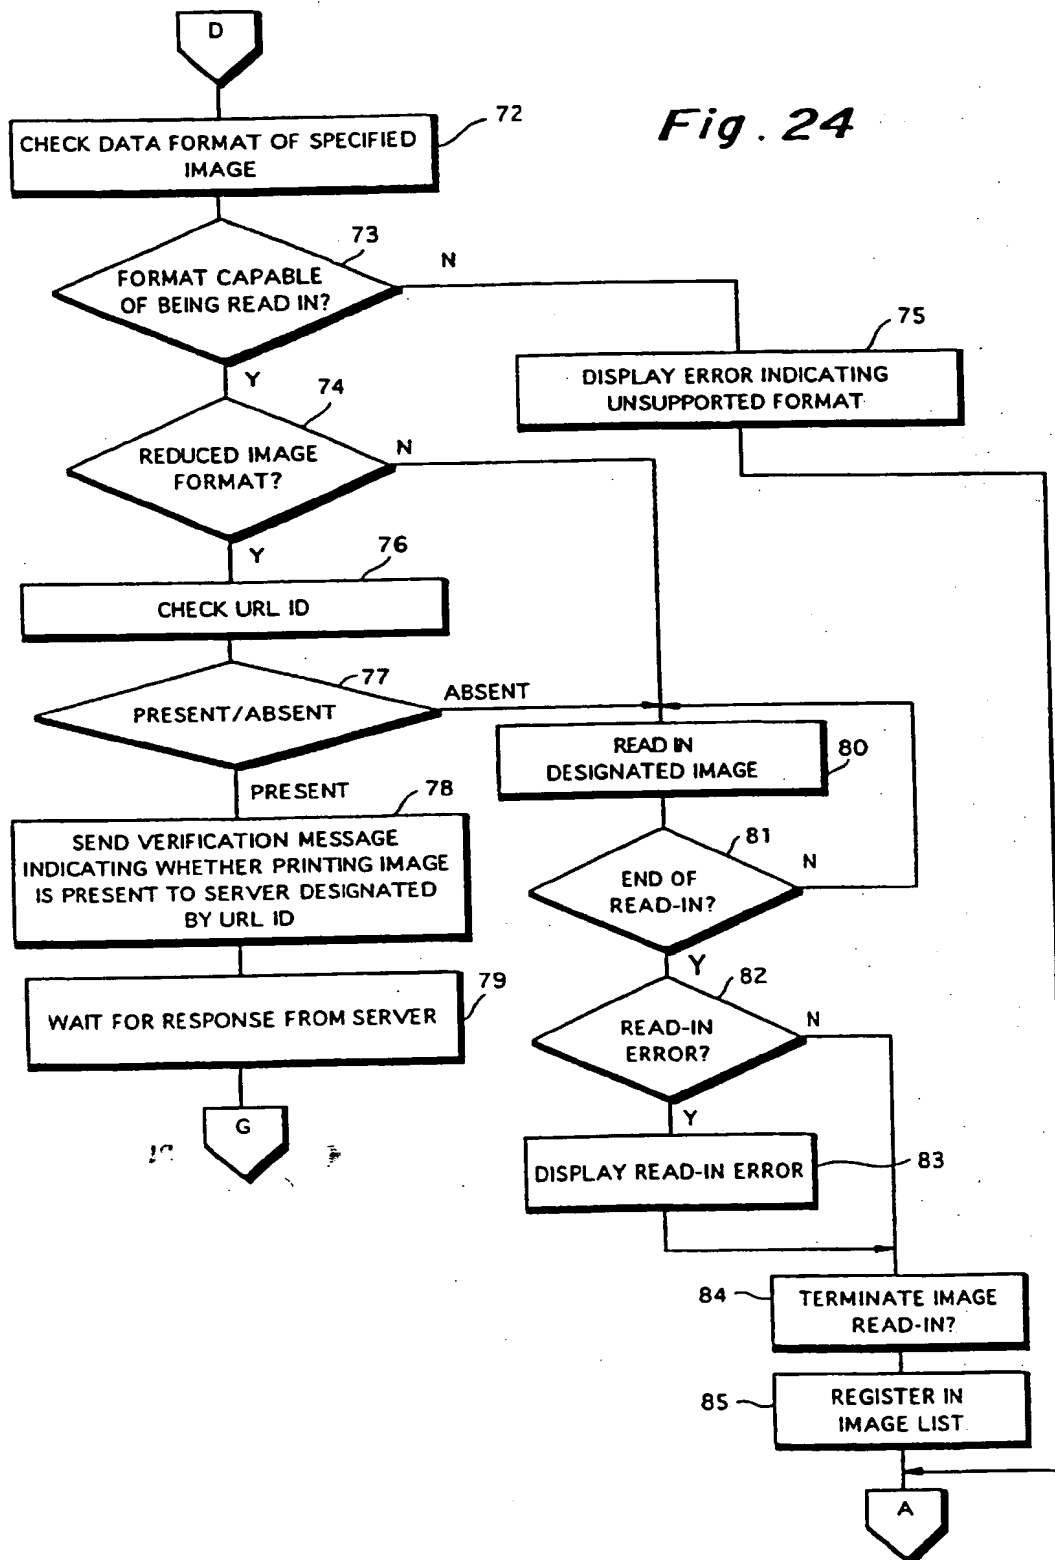 D
Fig. 24
72
CHECK DATA FORMAT OF SPECIFIED
IMAGE
73
FORMAT CAPABLE
OF BEING READ IN?
N
Y
75
DISPLAY ERROR INDICATING
UNSUPPORTED FORMAT
74
REDUCED IMAGE
FORMAT?
N
Y
76
CHECK URL ID
77
PRESENT/ABSENT
ABSENT
PRESENT
78
SEND VERIFICATION MESSAGE
INDICATING WHETHER PRINTING IMAGE
IS PRESENT TO SERVER DESIGNATED
BY URL ID
79
WAIT FOR RESPONSE FROM SERVER
G
READ IN
DESIGNATED IMAGE
80
81
END OF
READ-IN?
N
Y
82
READ-IN
ERROR?
N
Y
DISPLAY READ-IN ERROR
83
84
TERMINATE IMAGE
READ-IN?
85
REGISTER IN
IMAGE LIST
A